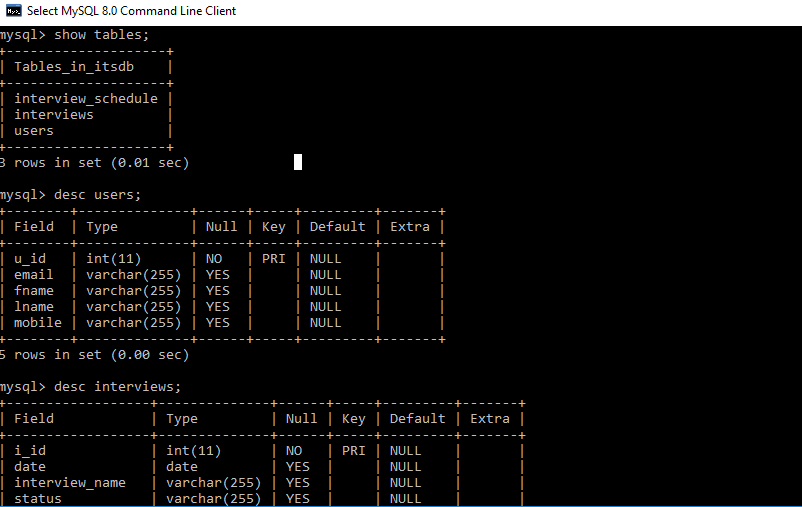 Select MySQL 8.0 Command Line Client
mysql> show tables;
+--------------------+
| Tables_in_itsdb    |
+--------------------+
| interview_schedule |
| interviews         |
| users              |
+--------------------+
3 rows in set (0.01 sec)
mysql> desc users;
+--------+--------------+------+-----+---------+-------+
| Field  | Type         | Null | Key | Default | Extra |
+--------+--------------+------+-----+---------+-------+
| u_id   | int(11)      | NO   | PRI | NULL    |       |
| email  | varchar(255) | YES  |     | NULL    |       |
| fname  | varchar(255) | YES  |     | NULL    |       |
| lname  | varchar(255) | YES  |     | NULL    |       |
| mobile | varchar(255) | YES  |     | NULL    |       |
+--------+--------------+------+-----+---------+-------+
5 rows in set (0.00 sec)
mysql> desc interviews;
+------------------+--------------+------+-----+---------+-------+
| Field            | Type         | Null | Key | Default | Extra |
+------------------+--------------+------+-----+---------+-------+
| i_id             | int(11)      | NO   | PRI | NULL    |       |
| date             | date         | YES  |     | NULL    |       |
| interview_name   | varchar(255) | YES  |     | NULL    |       |
| status           | varchar(255) | YES  |     | NULL    |       |